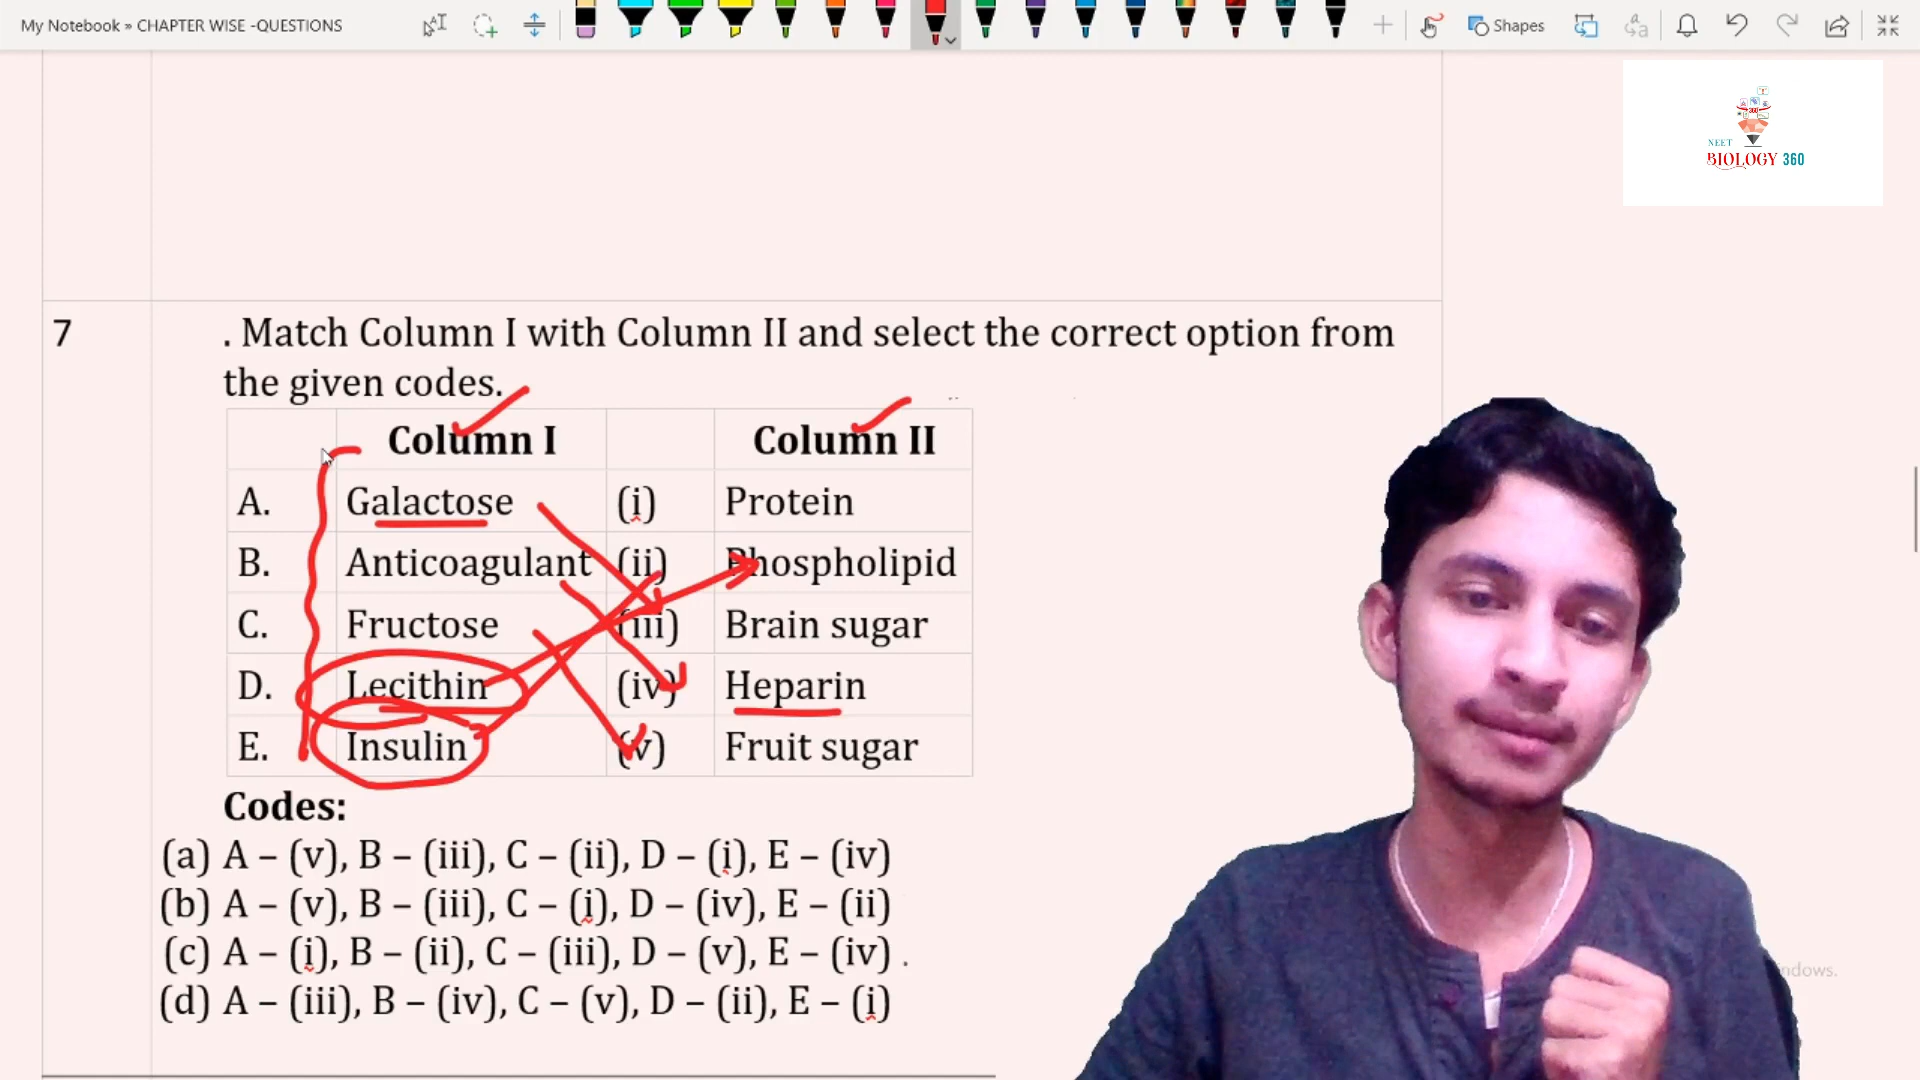 My Notebook » CHAPTER WISE -QUESTIONS
Shapes
NEET
BIOLOGY 360
7
. Match Column I with Column II and select the correct option from
the given codes.
Column I Column II
A. Galactose (i) Protein
B. Anticoagulant (ii) Phospholipid
C. Fructose (iii) Brain sugar
D. Lecithin (iv) Heparin
E. Insulin (v) Fruit sugar
Codes:
(a) A – (v), B – (iii), C – (ii), D – (i), E – (iv)
(b) A – (v), B – (iii), C – (i), D – (iv), E – (ii)
(c) A – (i), B – (ii), C – (iii), D – (v), E – (iv) .
(d) A – (iii), B – (iv), C – (v), D – (ii), E – (i)
ndows.